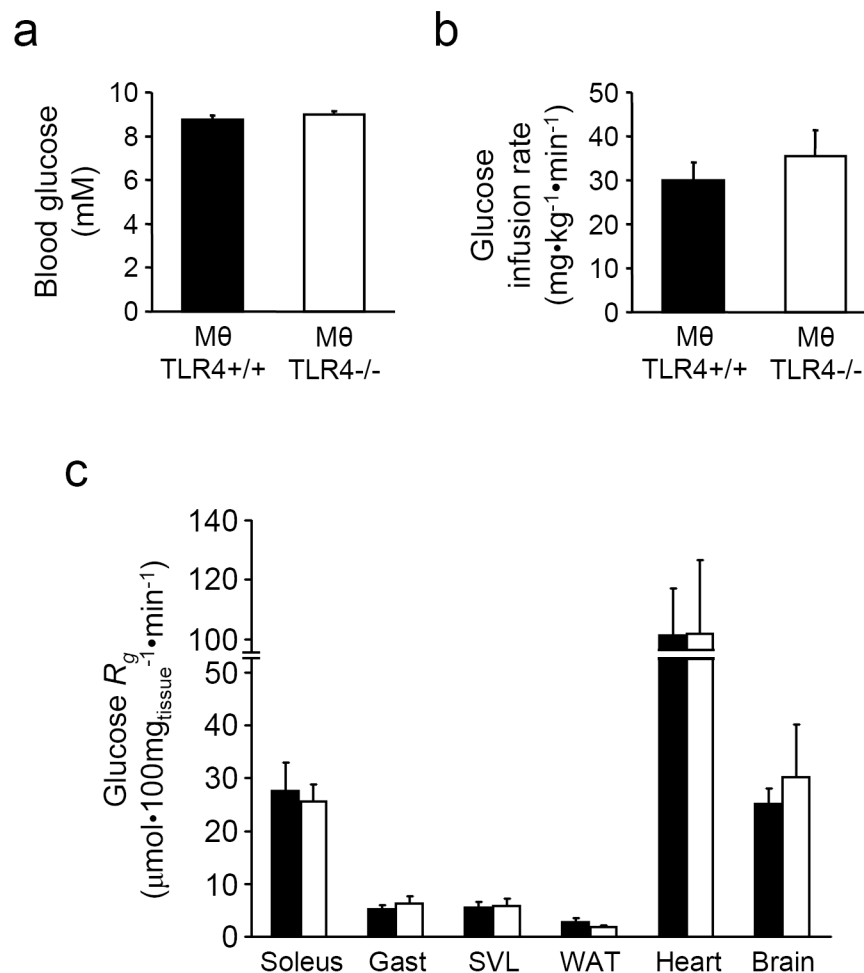 a
Blood glucose
(mM)
10
8
6
4
2
0
Mθ
TLR4+/+
Mθ
TLR4-/-
b
Glucose
infusion rate
(mg•kg⁻¹•min⁻¹)
50
40
30
20
10
0
Mθ
TLR4+/+
Mθ
TLR4-/-
c
Glucose Rg
(μmol•100mgtissue⁻¹•min⁻¹)
140
120
100
50
40
30
20
10
0
Soleus Gast SVL WAT Heart Brain